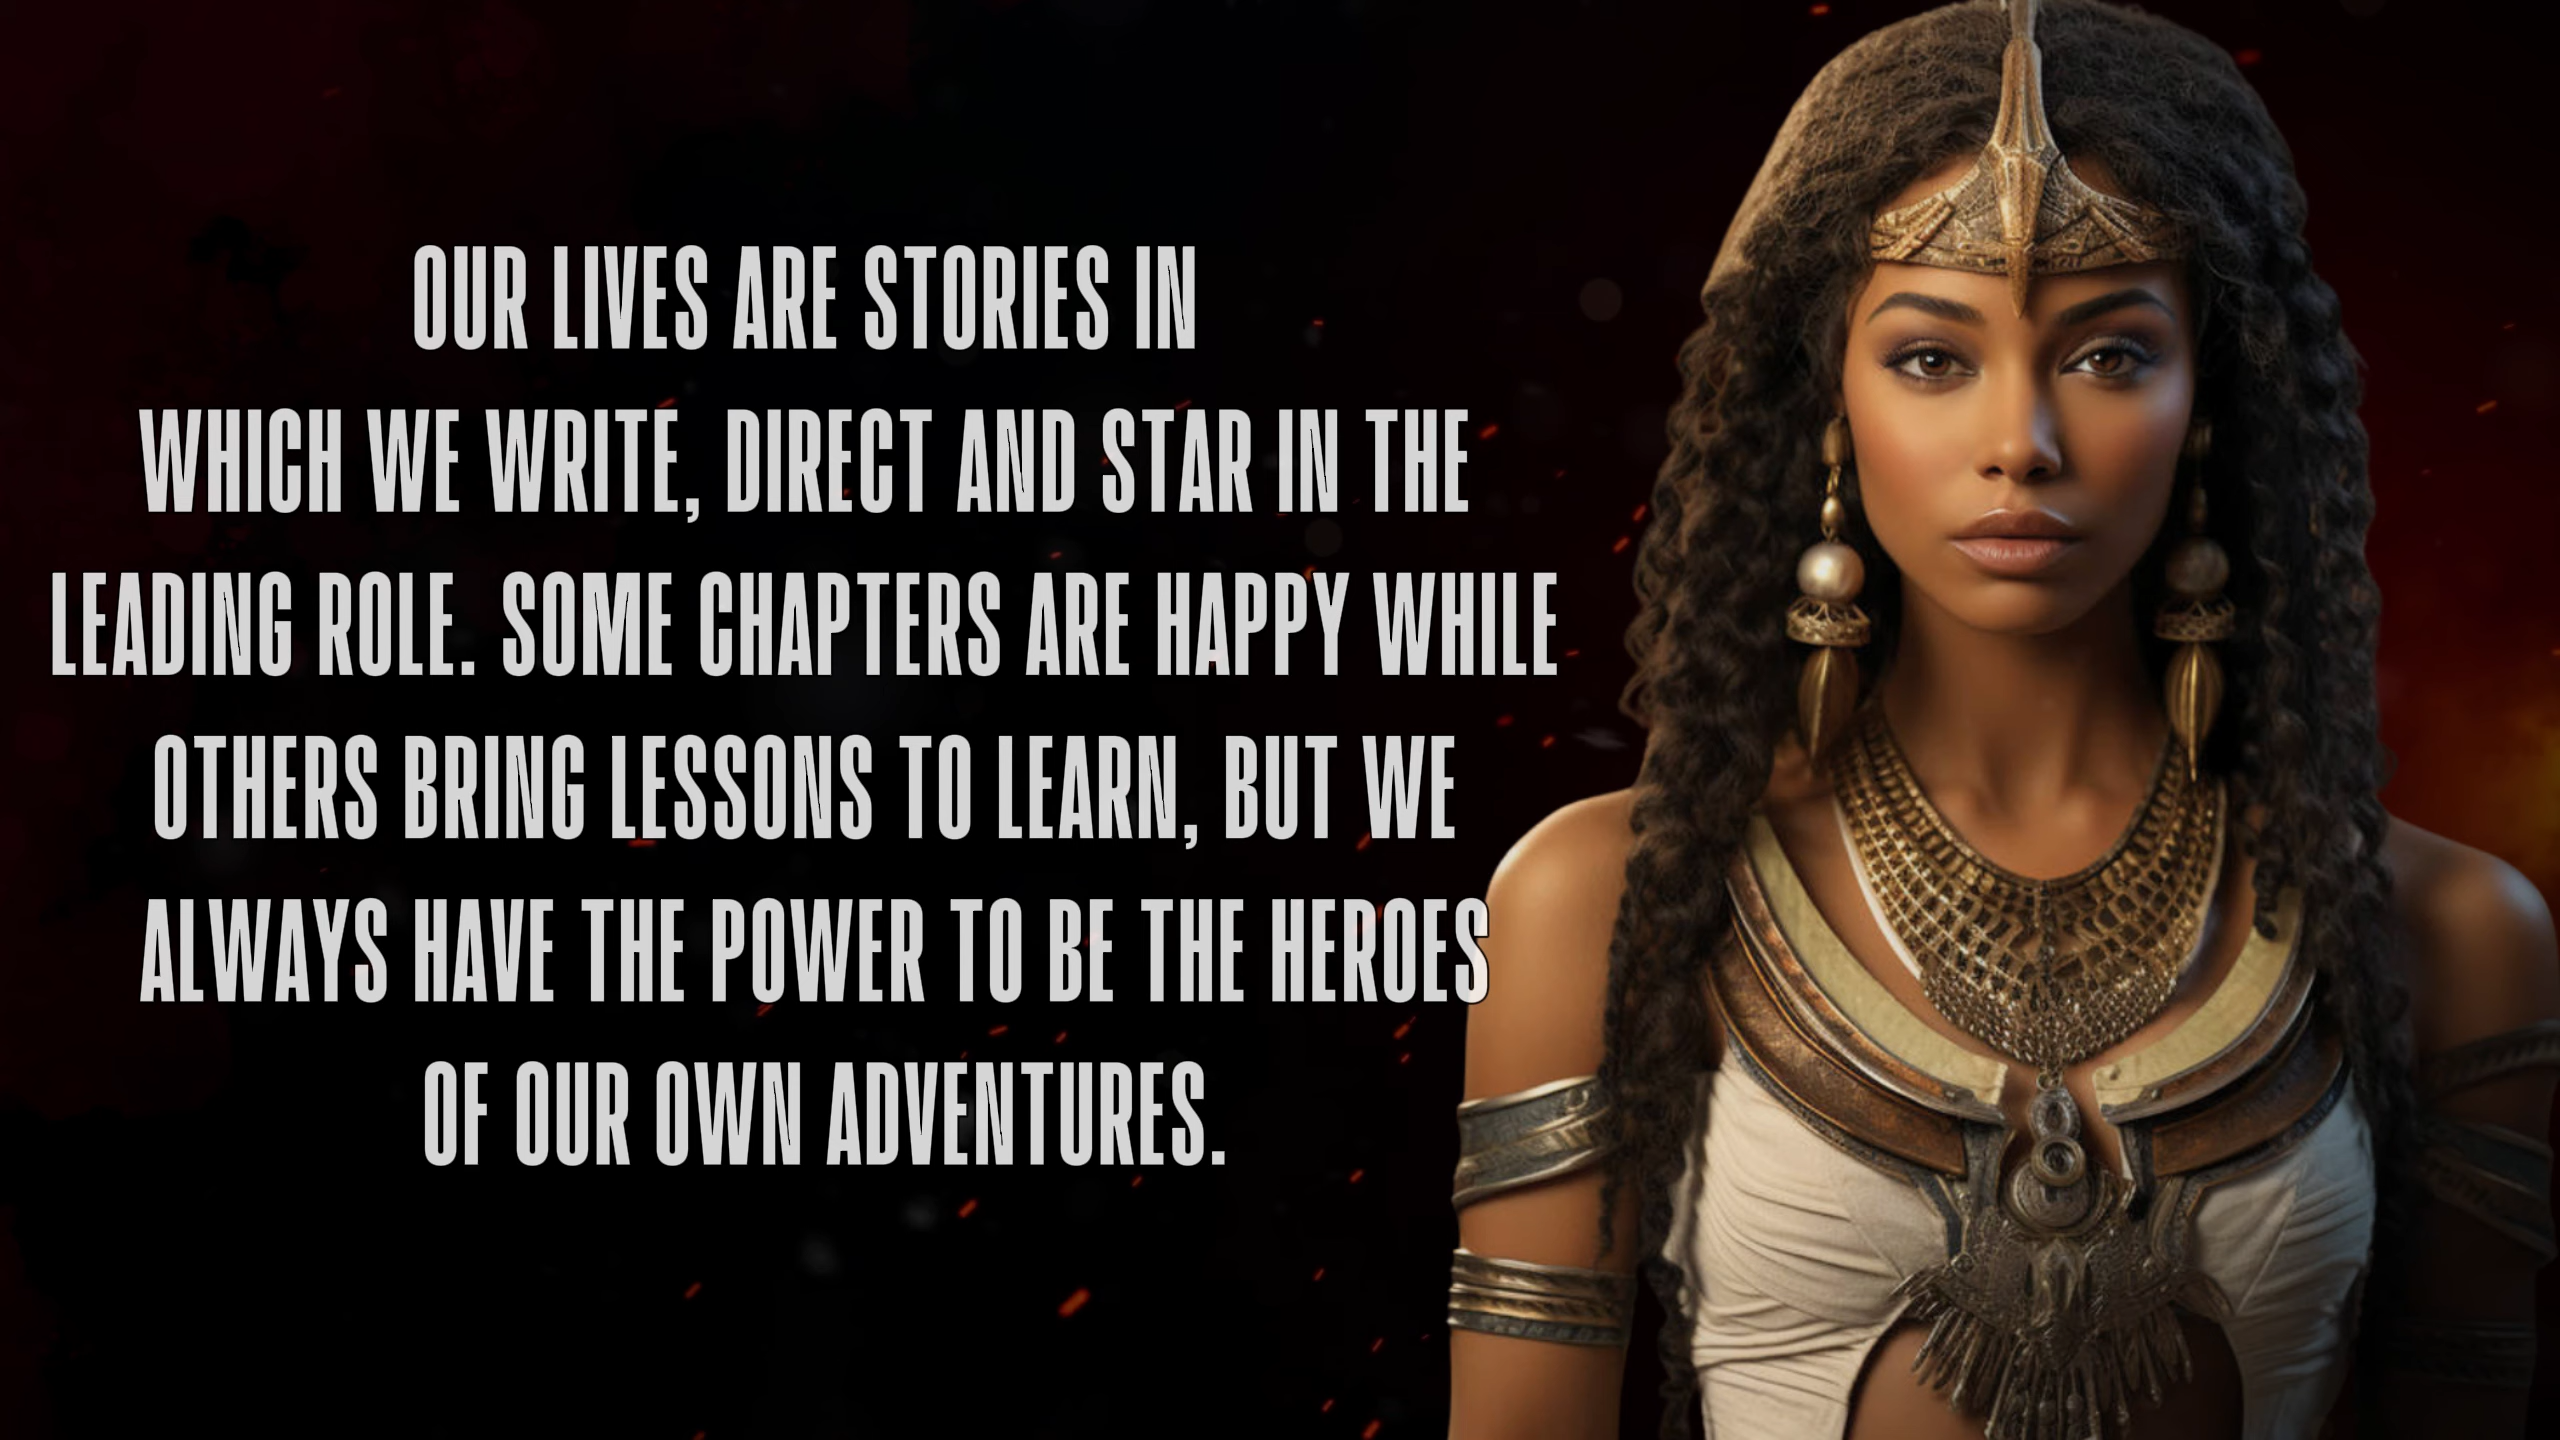 OUR LIVES ARE STORIES IN
WHICH WE WRITE, DIRECT AND STAR IN THE
LEADING ROLE. SOME CHAPTERS ARE HAPPY WHILE
OTHERS BRING LESSONS TO LEARN, BUT WE
ALWAYS HAVE THE POWER TO BE THE HEROES
OF OUR OWN ADVENTURES.